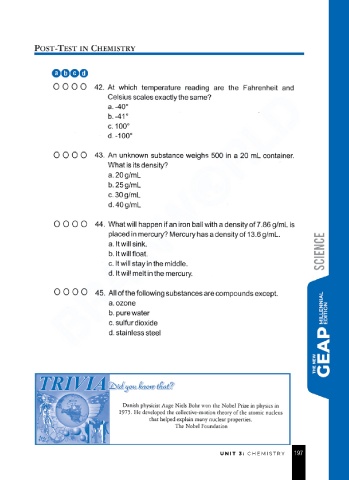 POST-TEST IN CHEMISTRY
a b c d
42. At which temperature reading are the Fahrenheit and
Celsius scales exactly the same?
a. -40°
b. -41°
c. 100°
d. -100°
43. An unknown substance weighs 500 in a 20 mL container.
What is its density?
a. 20 g/mL
b. 25 g/mL
c. 30 g/mL
d. 40 g/mL
44. What will happen if an iron ball with a density of 7.86 g/mL is
placed in mercury? Mercury has a density of 13.6 g/mL.
a. It will sink.
b. It will float.
c. It will stay in the middle.
d. It will melt in the mercury.
45. All of the following substances are compounds except.
a. ozone
b. pure water
c. sulfur dioxide
d. stainless steel
SCIENCE
THE NEW
GEAP MILLENNIAL
EDITION
TRIVIA Did you know that?
Danish physicist Aage Niels Bohr won the Nobel Prize in physics in
1975. He developed the collective-motion theory of the atomic nucleus
that helped explain many nuclear properties.
The Nobel Foundation
UNIT 3: CHEMISTRY 197